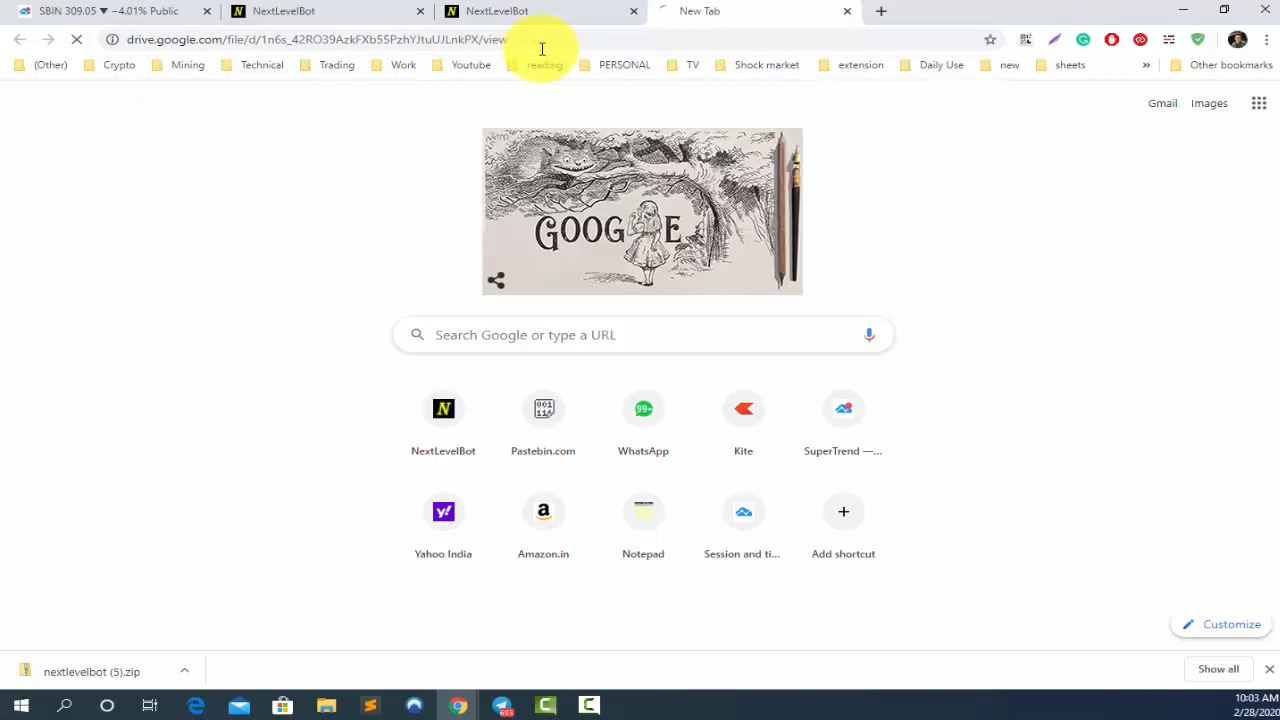 SBIN 309.05 ▼ −4.01% Public
NextLevelBot
NextLevelBot
New Tab
drive.google.com/file/d/1n6s_42RO39AzkFXb55PzhYJtuUJLnkPX/view
(Other)
Crypto
Mining
Technical
Trading
Work
Youtube
reading
PERSONAL
TV
Shock market
extension
Daily Use
new
sheets
»
Other bookmarks
Gmail
Images
GOOGLE
Search Google or type a URL
99+
NextLevelBot
Pastebin.com
WhatsApp
Kite
SuperTrend —...
Yahoo India
Amazon.in
Notepad
Session and ti...
Add shortcut
Customize
nextlevelbot (5).zip
Show all
10:03 AM
2/28/2020